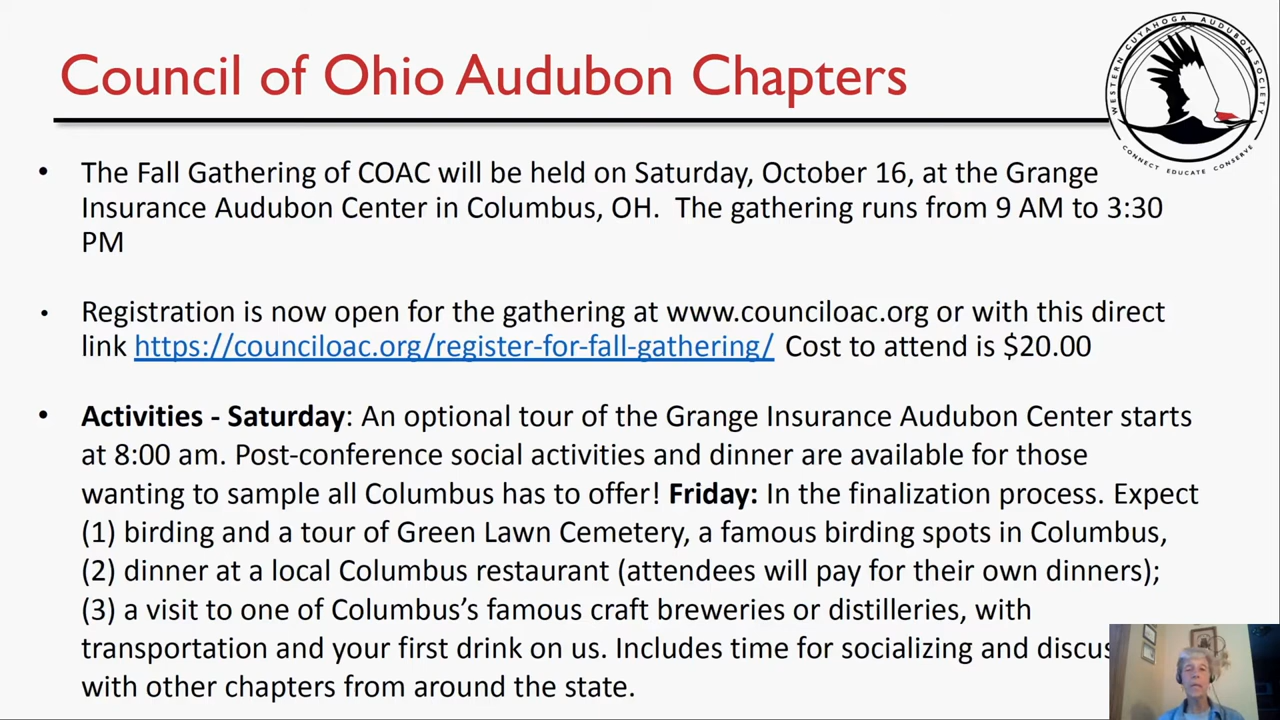 Council of Ohio Audubon Chapters
WESTERN CUYAHOGA AUDUBON SOCIETY
CONNECT EDUCATE CONSERVE
• The Fall Gathering of COAC will be held on Saturday, October 16, at the Grange
Insurance Audubon Center in Columbus, OH. The gathering runs from 9 AM to 3:30
PM
• Registration is now open for the gathering at www.ounciloac.org or with this direct
link https://counciloac.org/register-for-fall-gathering/ Cost to attend is $20.00
• Activities - Saturday: An optional tour of the Grange Insurance Audubon Center starts
at 8:00 am. Post-conference social activities and dinner are available for those
wanting to sample all Columbus has to offer! Friday: In the finalization process. Expect
(1) birding and a tour of Green Lawn Cemetery, a famous birding spots in Columbus,
(2) dinner at a local Columbus restaurant (attendees will pay for their own dinners);
(3) a visit to one of Columbus's famous craft breweries or distilleries, with
transportation and your first drink on us. Includes time for socializing and
with other chapters from around the state.